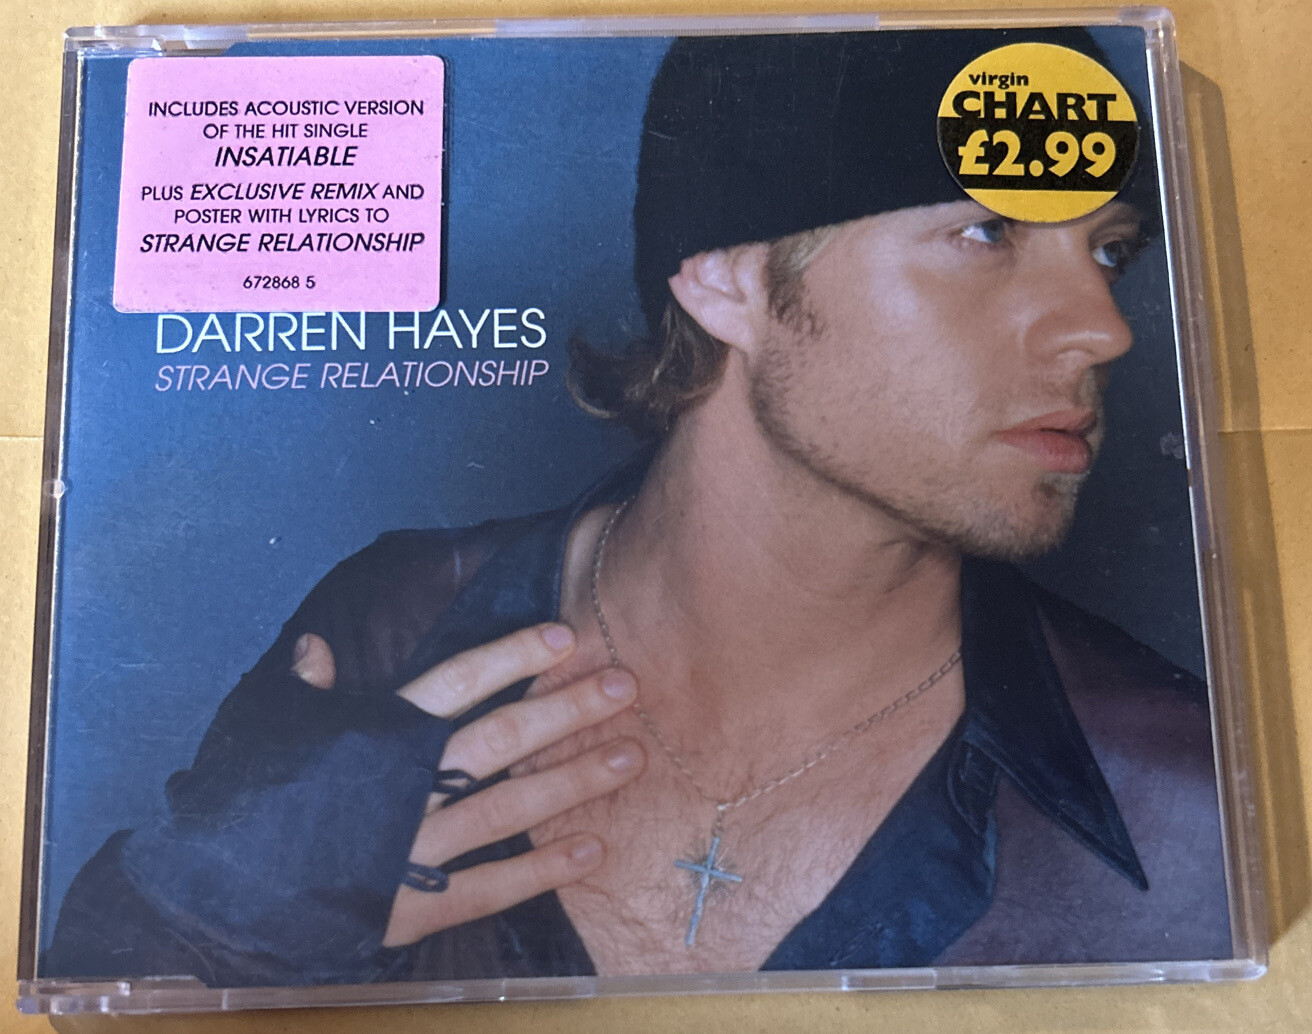 INCLUDES ACOUSTIC VERSION
OF THE HIT SINGLE
INSATIABLE
PLUS EXCLUSIVE REMIX AND
POSTER WITH LYRICS TO
STRANGE RELATIONSHIP
672868 5
virgin
CHART
£2.99
DARREN HAYES
STRANGE RELATIONSHIP